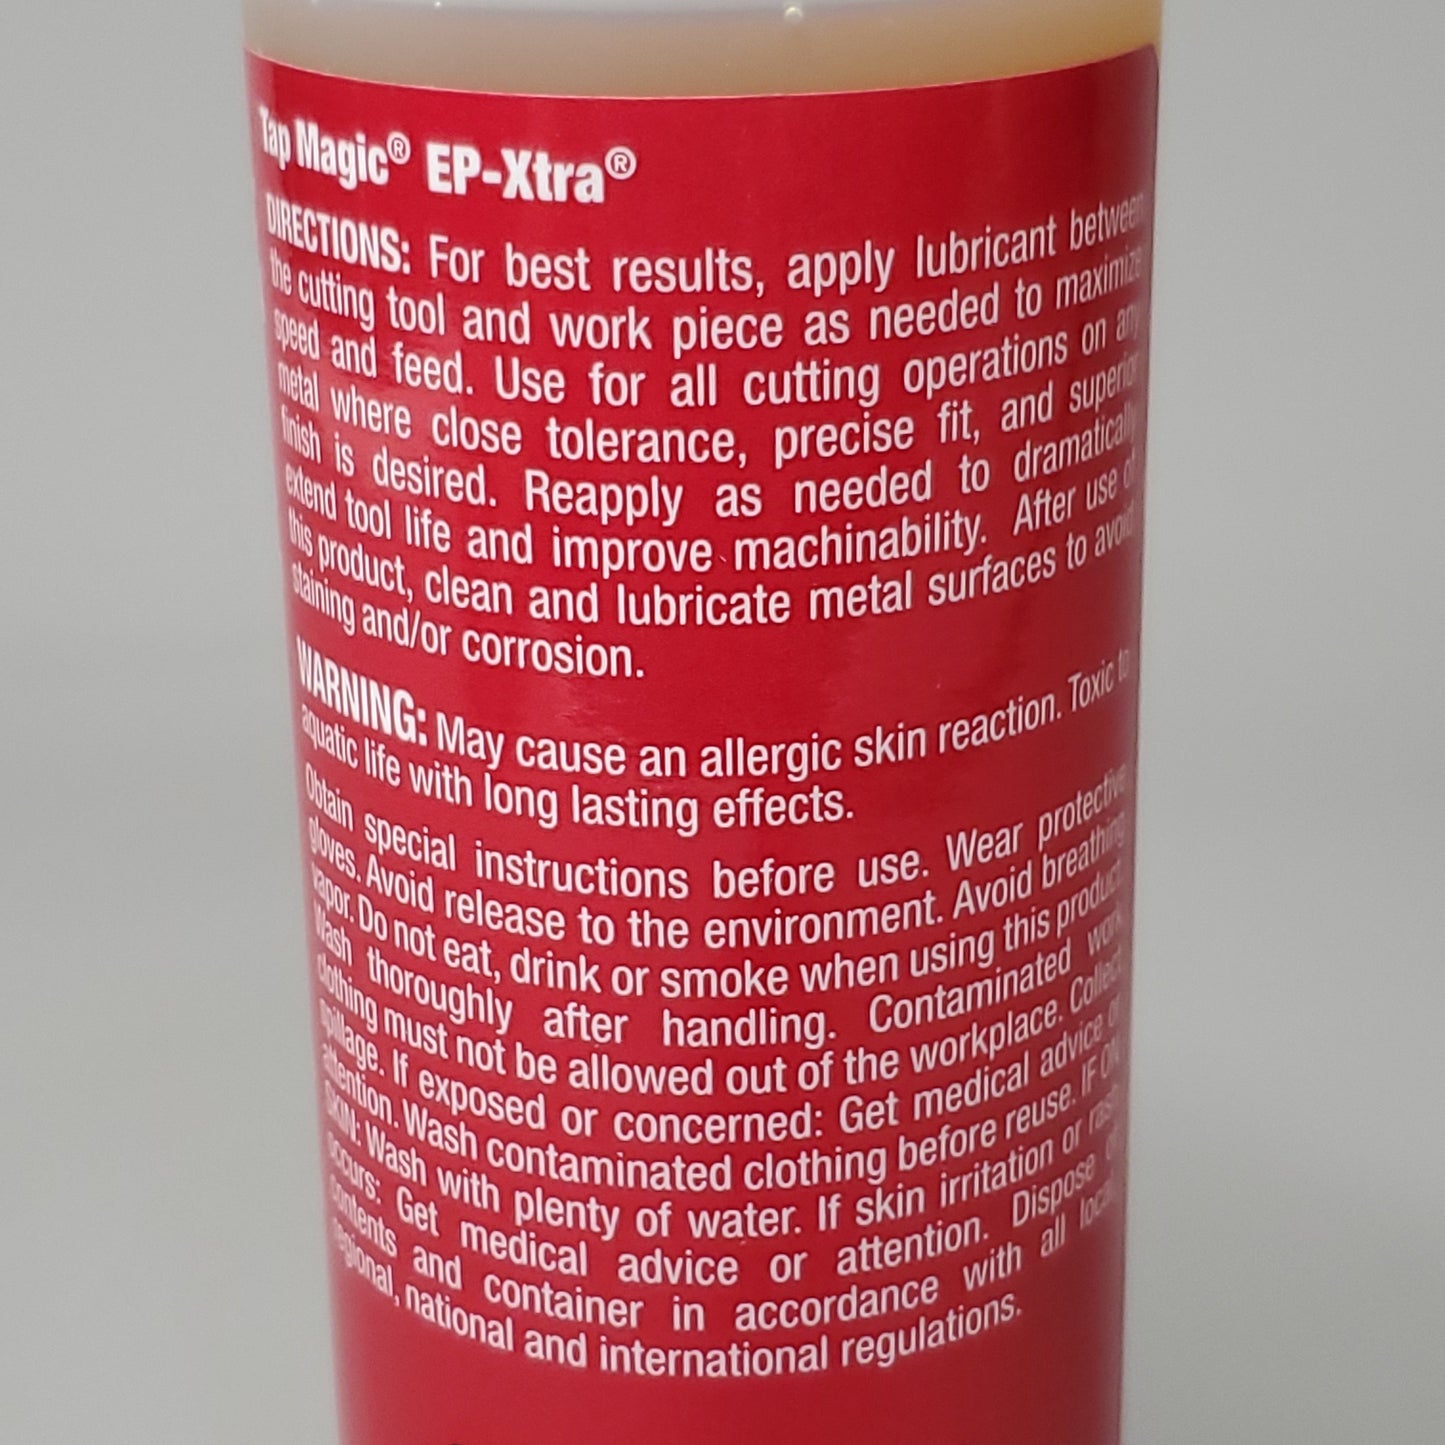 Tap Magic® EP-Xtra®
DIRECTIONS: For best results, apply lubricant between
the cutting tool and work piece as needed to maximize
speed and feed. Use for all cutting operations on any
metal where close tolerance, precise fit, and superior
finish is desired. Reapply as needed to dramatically
extend tool life and improve machinability. After use of
this product, clean and lubricate metal surfaces to avoid
staining and/or corrosion.
WARNING: May cause an allergic skin reaction. Toxic to
aquatic life with long lasting effects.
Obtain special instructions before use. Wear protective
gloves. Avoid release to the environment. Avoid breathing
vapor. Do not eat, drink or smoke when using this product.
Wash thoroughly after handling. Contaminated work
clothing must not be allowed out of the workplace. Collect
spillage. If exposed or concerned: Get medical advice or
attention. Wash contaminated clothing before reuse. IF ON
SKIN: Wash with plenty of water. If skin irritation or rash
occurs: Get medical advice or attention. Dispose of
contents and container in accordance with all local,
regional, national and international regulations.